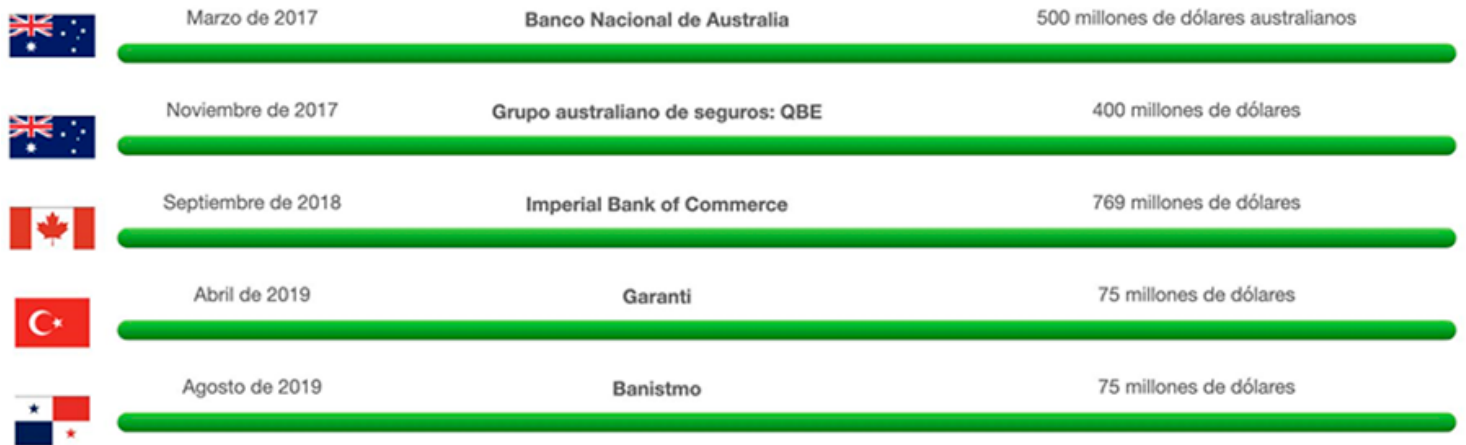 Marzo de 2017 Banco Nacional de Australia 500 millones de dólares australianos
Noviembre de 2017 Grupo australiano de seguros: QBE 400 millones de dólares
Septiembre de 2018 Imperial Bank of Commerce 769 millones de dólares
Abril de 2019 Garanti 75 millones de dólares
Agosto de 2019 Banistmo 75 millones de dólares